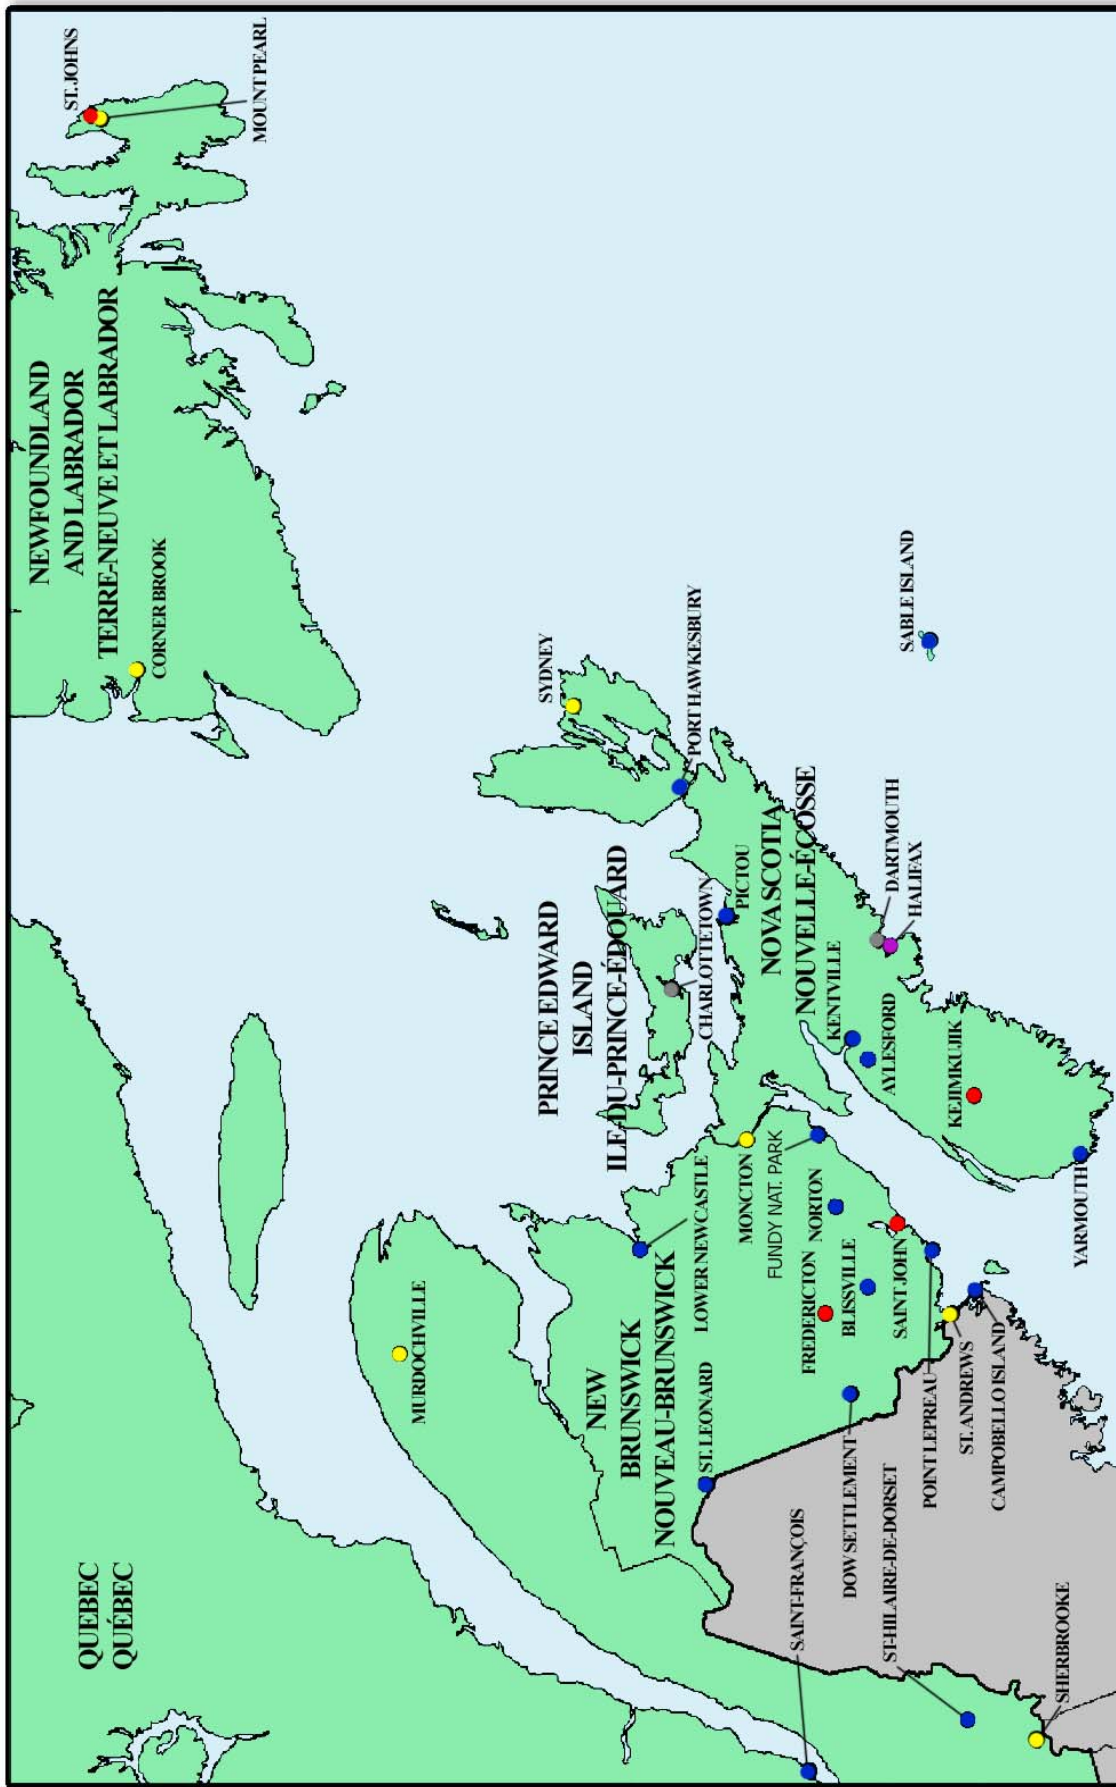 QUEBEC
QUÉBEC
NEWFOUNDLAND
AND LABRADOR
TERRE-NEUVE ET LABRADOR
ST. JOHNS
MOUNT PEARL
CORNER BROOK
MURDOCHVILLE
SYDNEY
PORT HAWKESBURY
PRINCE EDWARD
ISLAND
ILE-DU-PRINCE-ÉDOUARD
CHARLOTTETOWN
PICTOU
NOVA SCOTIA
NOUVELLE-ÉCOSSE
SABLE ISLAND
DARTMOUTH
HALIFAX
KENTVILLE
AYLESFORD
KEJIMKUJIK
YARMOUTH
NEW
BRUNSWICK
NOUVEAU-BRUNSWICK
LOWER NEWCASTLE
MONCTON
FUNDY NAT. PARK
ST. LEONARD
FREDERICTON
NORTON
BLISSVILLE
SAINT JOHN
DOW SETTLEMENT
POINT LEPREAU
ST. ANDREWS
CAMPOBELLO ISLAND
SAINT-FRANÇOIS
ST-HILAIRE-DE-DORSET
SHERBROOKE